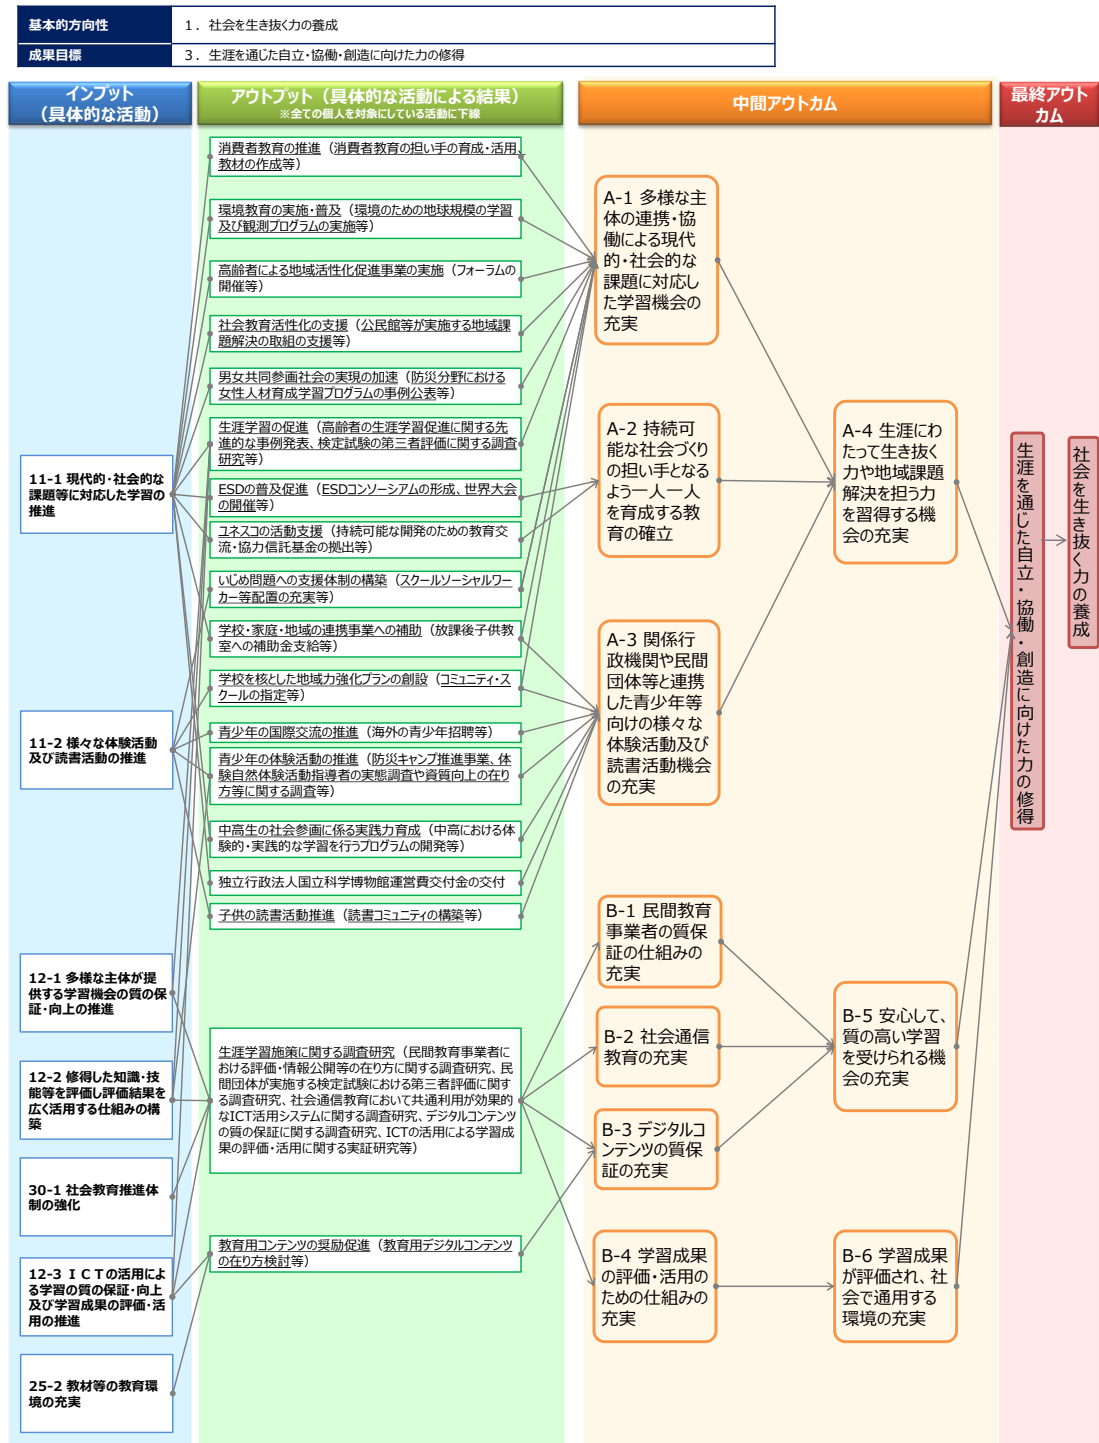 基本的方向性
1．社会を生き抜く力の養成
成果目標
3．生涯を通じた自立・協働・創造に向けた力の修得
インプット
（具体的な活動）
アウトプット（具体的な活動による結果）
※全ての個人を対象にしている活動に下線
中間アウトカム
最終アウト
カム
11-1 現代的・社会的な
課題等に対応した学習の
推進
11-2 様々な体験活動
及び読書活動の推進
12-1 多様な主体が提
供する学習機会の質の保
証・向上の推進
12-2 修得した知識・技
能等を評価し評価結果を
広く活用する仕組みの構
築
30-1 社会教育推進体
制の強化
12-3 ＩＣＴの活用によ
る学習の質の保証・向上
及び学習成果の評価・活
用の推進
25-2 教材等の教育環
境の充実
消費者教育の推進（消費者教育の担い手の育成・活用、
教材の作成等）
環境教育の実施・普及（環境のための地球規模の学習
及び観測プログラムの実施等）
高齢者による地域活性化促進事業の実施（フォーラムの
開催等）
社会教育活性化の支援（公民館等が実施する地域課
題解決の取組の支援等）
男女共同参画社会の実現の加速（防災分野における
女性人材育成学習プログラムの事例公表等）
生涯学習の促進（高齢者の生涯学習促進に関する先
進的な事例発表、検定試験の第三者評価に関する調査
研究等）
ESDの普及促進（ESDコンソーシアムの形成、世界大会
の開催等）
ユネスコの活動支援（持続可能な開発のための教育交
流・協力信託基金の拠出等）
いじめ問題への支援体制の構築（スクールソーシャルワー
カー等配置の充実等）
学校・家庭・地域の連携事業への補助（放課後子供教
室への補助金支給等）
学校を核とした地域力強化プランの創設（コミュニティ・ス
クールの指定等）
青少年の国際交流の推進（海外の青少年招聘等）
青少年の体験活動の推進（防災キャンプ推進事業、体
験自然体験活動指導者の実態調査や資質向上の在り
方等に関する調査等）
中高生の社会参画に係る実践力育成（中高における体
験的・実践的な学習を行うプログラムの開発等）
独立行政法人国立科学博物館運営費交付金の交付
子供の読書活動推進（読書コミュニティの構築等）
生涯学習施策に関する調査研究（民間教育事業者に
おける評価・情報公開等の在り方に関する調査研究、民
間団体が実施する検定試験における第三者評価に関す
る調査研究、社会通信教育において共通利用が効果的
なICT活用システムに関する調査研究、デジタルコンテンツ
の質の保証に関する調査研究、ICTの活用による学習成
果の評価・活用に関する実証研究等）
教育用コンテンツの奨励促進（教育用デジタルコンテンツ
の在り方検討等）
A-1 多様な主
体の連携・協
働による現代
的・社会的な
課題に対応し
た学習機会の
充実
A-2 持続可
能な社会づくり
の担い手となる
よう一人一人
を育成する教
育の確立
A-3 関係行
政機関や民間
団体等と連携
した青少年等
向けの様々な
体験活動及び
読書活動機会
の充実
A-4 生涯にわ
たって生き抜く
力や地域課題
解決を担う力
を習得する機
会の充実
B-1 民間教育
事業者の質保
証の仕組みの
充実
B-2 社会通信
教育の充実
B-3 デジタルコ
ンテンツの質保
証の充実
B-4 学習成果
の評価・活用の
ための仕組みの
充実
B-5 安心して、
質の高い学習
を受けられる機
会の充実
B-6 学習成果
が評価され、社
会で通用する
環境の充実
生涯を通じた自立・協働・創造に向けた力の修得
社会を生き抜く力の養成